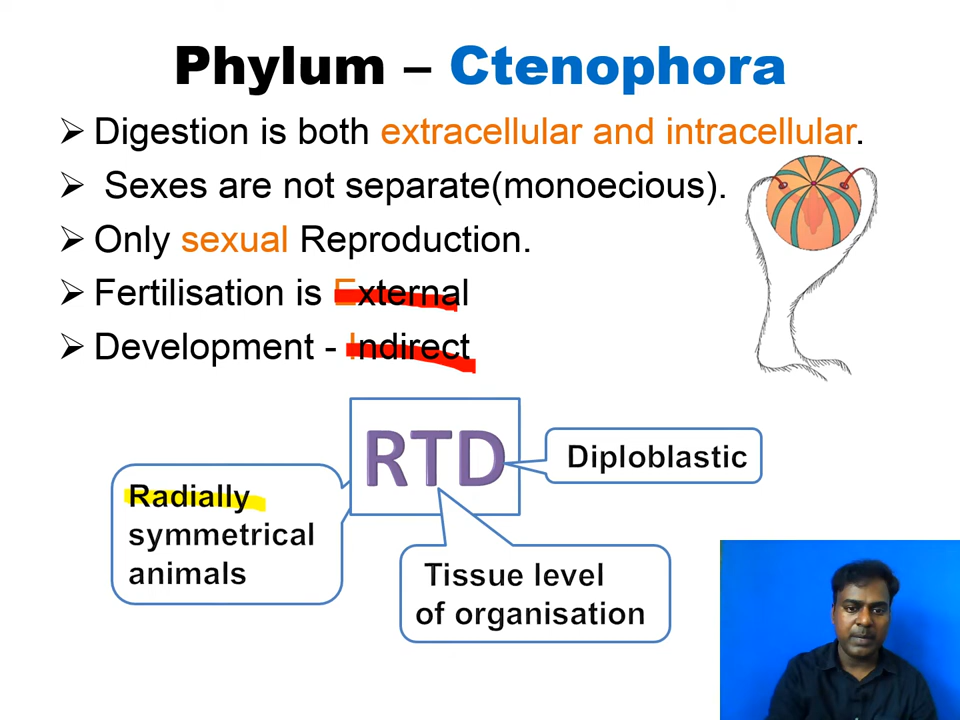 Phylum – Ctenophora
➢ Digestion is both extracellular and intracellular.
➢ Sexes are not separate(monoecious).
➢ Only sexual Reproduction.
➢ Fertilisation is External
➢ Development - Indirect
RTD
Diploblastic
Radially
symmetrical
animals
Tissue level
of organisation